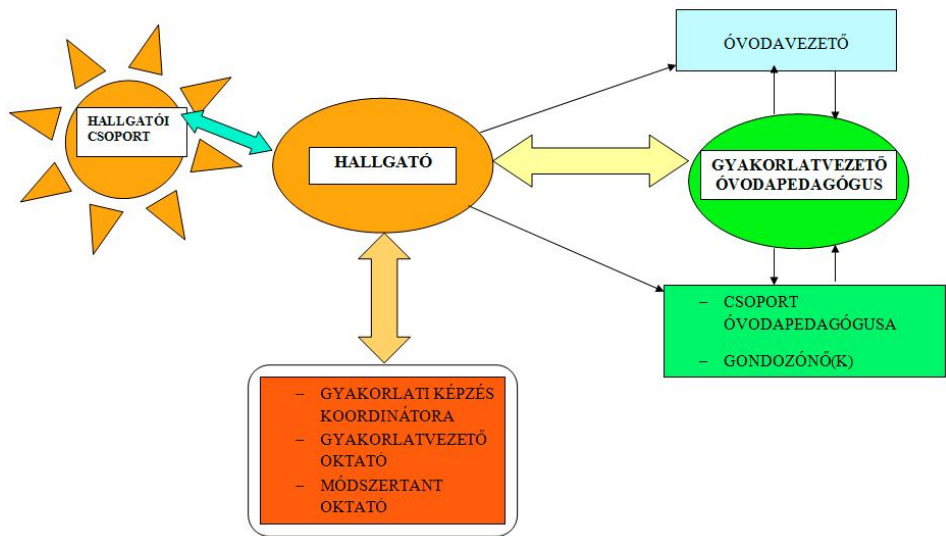 ÓVODAVEZETŐ
HALLGATÓI
CSOPORT
HALLGATÓ
GYAKORLATVEZETŐ
ÓVODAPEDAGÓGUS
– CSOPORT
ÓVODAPEDAGÓGUSA
– GONDOZÓNŐ(K)
– GYAKORLATI KÉPZÉS
KOORDINÁTORA
– GYAKORLATVEZETŐ
OKTATÓ
– MÓDSZERTANT
OKTATÓ